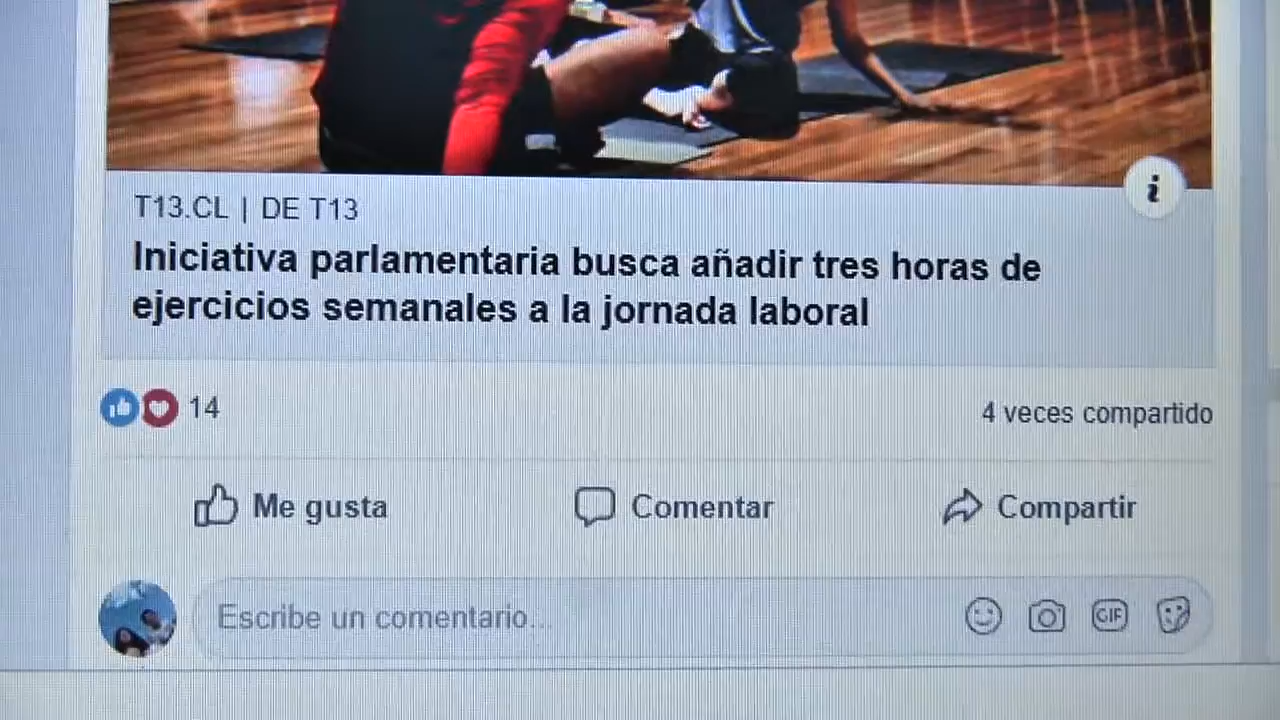 T13.CL | DE T13
Iniciativa parlamentaria busca añadir tres horas de
ejercicios semanales a la jornada laboral
14
4 veces compartido
Me gusta
Comentar
Compartir
Escribe un comentario...
GIF